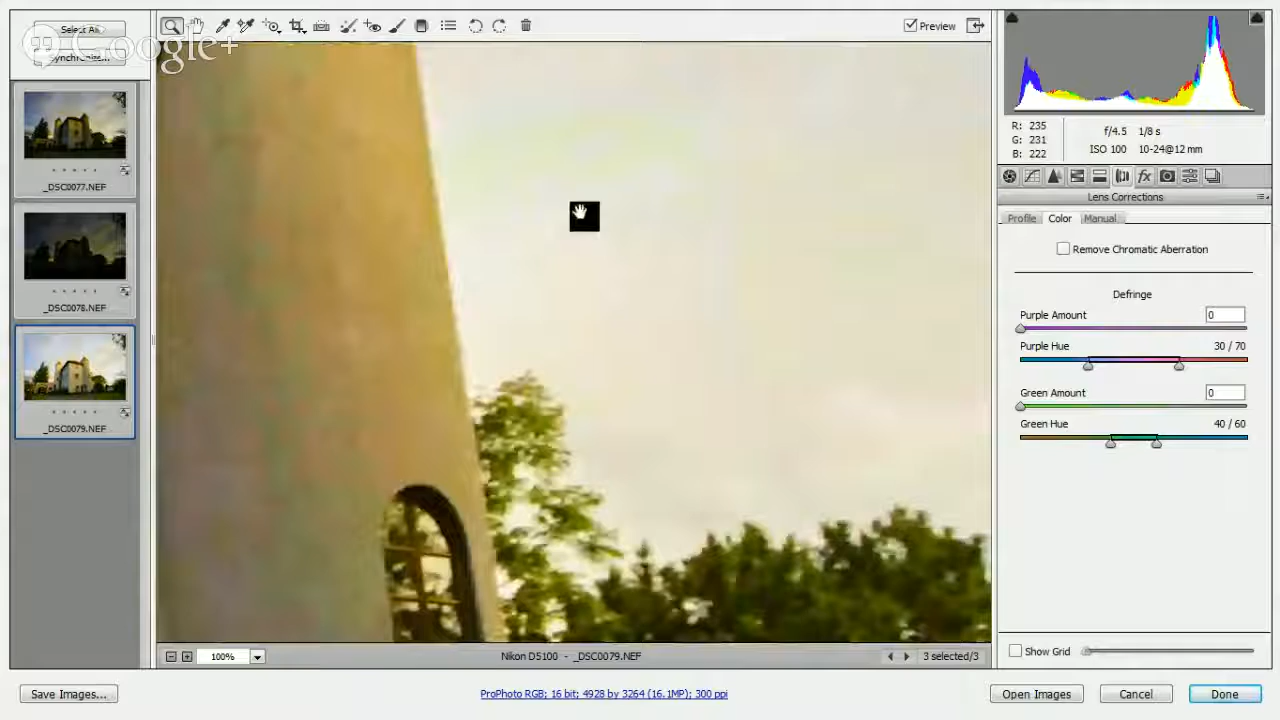 Select All
Synchronize...
Google+
Preview
_DSC0077.NEF
_DSC0078.NEF
_DSC0079.NEF
R: 235
G: 231
B: 222
f/4.5 1/8 s
ISO 100 10-24@12 mm
fx
Lens Corrections
Profile Color Manual
Remove Chromatic Aberration
Defringe
Purple Amount 0
Purple Hue 30 / 70
Green Amount 0
Green Hue 40 / 60
Show Grid
100%
Nikon D5100 - _DSC0079.NEF
3 selected/3
Save Images...
ProPhoto RGB; 16 bit; 4928 by 3264 (16.1MP); 300 ppi
Open Images
Cancel
Done